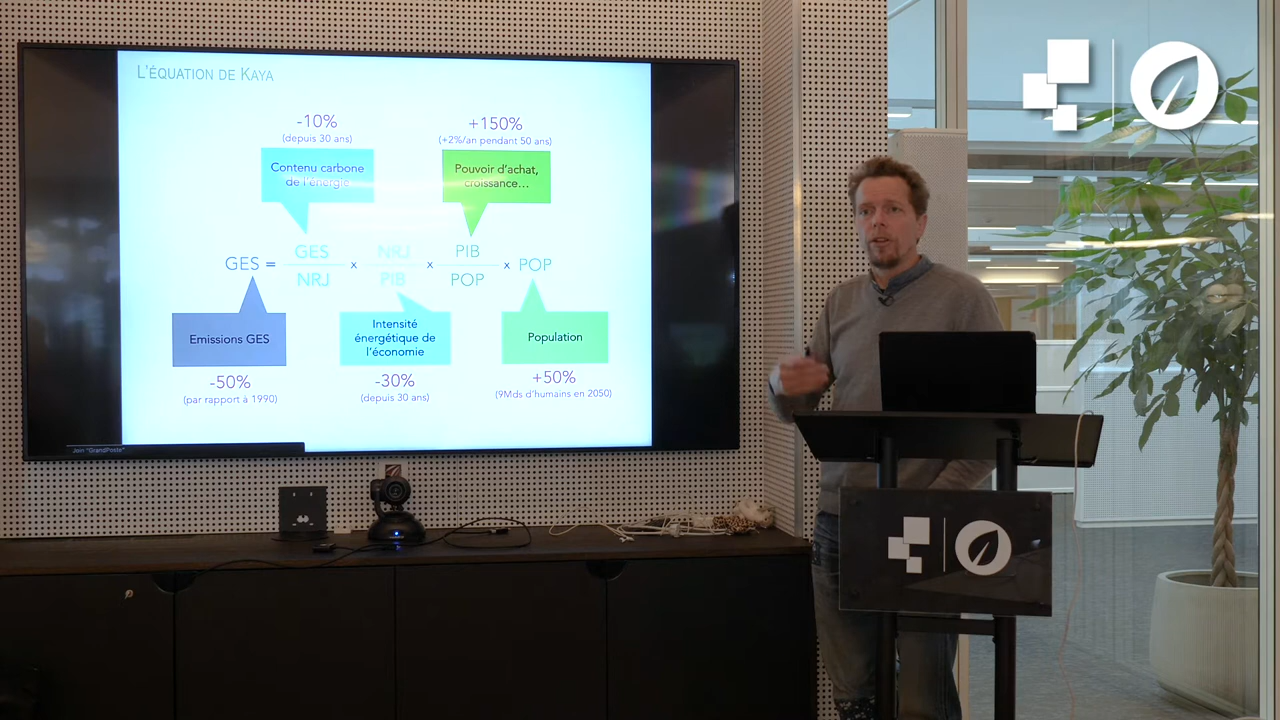 L'ÉQUATION DE KAYA
-10%
(depuis 30 ans)
+150%
(+2%/an pendant 50 ans)
Contenu carbone
de l'énergie
Pouvoir d'achat,
croissance...
GES = GES / NRJ x NRJ / PIB x PIB / POP x POP
Emissions GES
Intensité
énergétique de
l'économie
Population
-50%
(par rapport à 1990)
-30%
(depuis 30 ans)
+50%
(9Mds d'humains en 2050)
Join "GrandPoste"